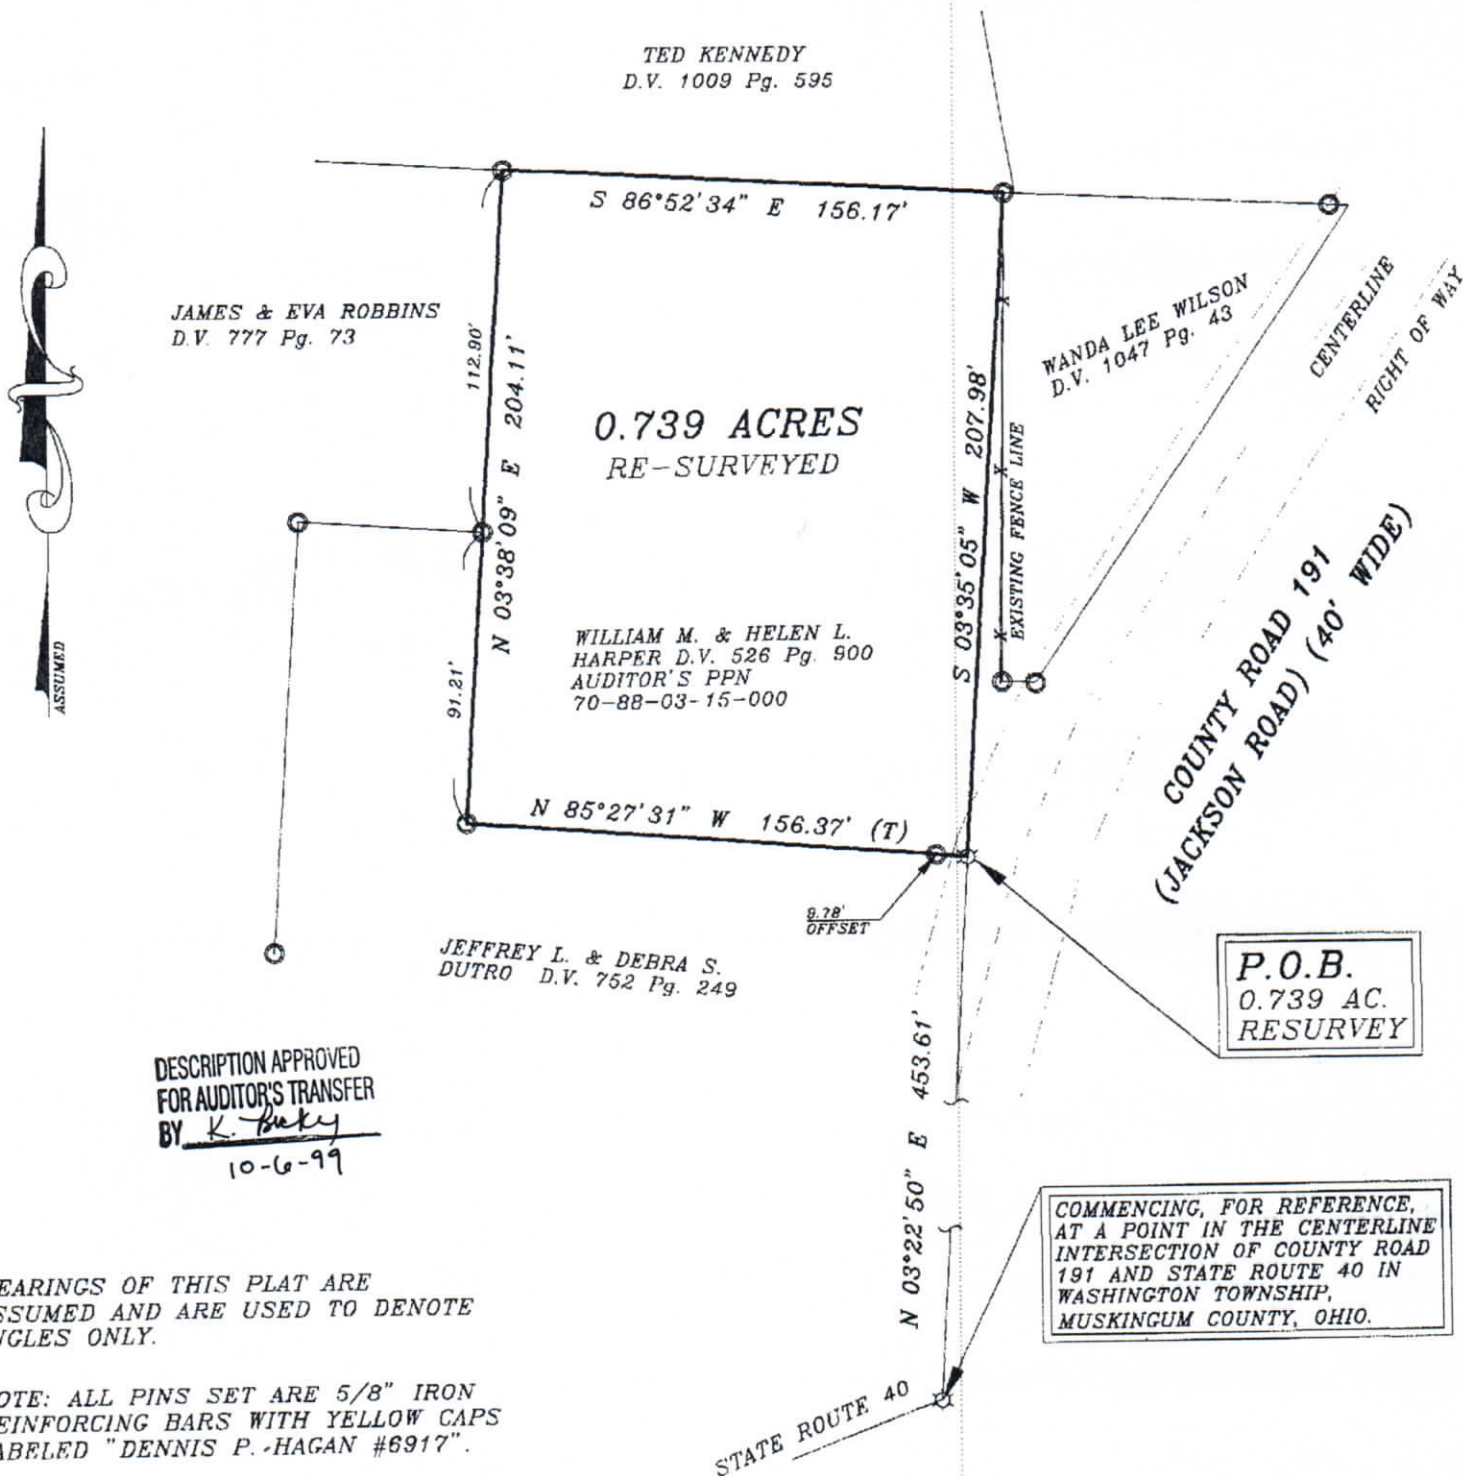 TED KENNEDY
D.V. 1009 Pg. 595
S 86°52'34" E 156.17'
JAMES & EVA ROBBINS
D.V. 777 Pg. 73
112.90'
N 03°38'09" E 204.11'
91.21'
0.739 ACRES
RE-SURVEYED
WILLIAM M. & HELEN L.
HARPER D.V. 526 Pg. 900
AUDITOR'S PPN
70-88-03-15-000
S 03°35'05" W 207.98'
EXISTING FENCE LINE
WANDA LEE WILSON
D.V. 1047 Pg. 43
CENTERLINE
RIGHT OF WAY
COUNTY ROAD 191
(JACKSON ROAD) (40' WIDE)
ASSUMED
N 85°27'31" W 156.37' (T)
9.78'
OFFSET
JEFFREY L. & DEBRA S.
DUTRO D.V. 752 Pg. 249
P.O.B.
0.739 AC.
RESURVEY
DESCRIPTION APPROVED
FOR AUDITOR'S TRANSFER
BY K.
10-6-99
N 03°22'50" E 453.61'
COMMENCING, FOR REFERENCE,
AT A POINT IN THE CENTERLINE
INTERSECTION OF COUNTY ROAD
191 AND STATE ROUTE 40 IN
WASHINGTON TOWNSHIP,
MUSKINGUM COUNTY, OHIO.
STATE ROUTE 40
EARINGS OF THIS PLAT ARE
SSUMED AND ARE USED TO DENOTE
NGLES ONLY.
OTE: ALL PINS SET ARE 5/8" IRON
EINFORCING BARS WITH YELLOW CAPS
ABELED "DENNIS P. HAGAN #6917".